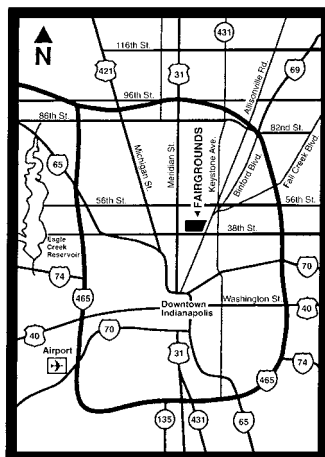 N
431
116th St.
421
31
69
Allisonville Rd.
96th St.
86th St.
82nd St.
65
Michigan St.
Meridian St.
FAIRGROUNDS
Keystone Ave.
Binford Blvd.
Fall Creek Blvd.
56th St.
56th St.
38th St.
Eagle
Creek
Reservoir
74
70
465
Downtown
Indianapolis
Washington St.
40
40
70
31
Airport
74
465
135
431
65